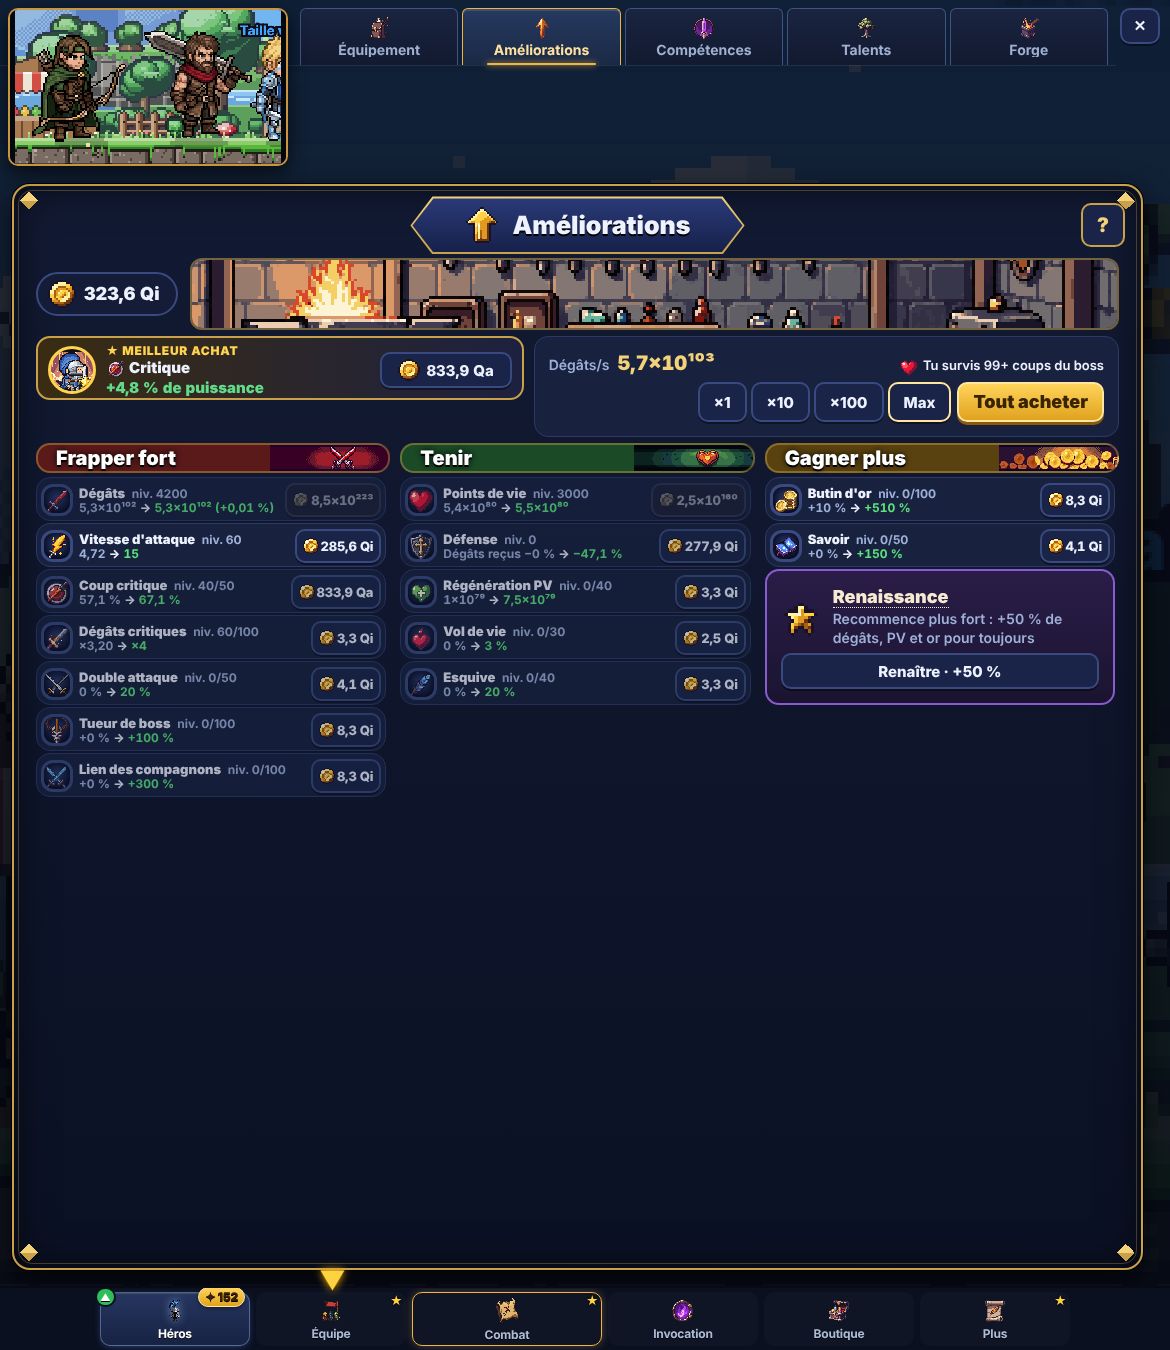 Taille
Équipement
Améliorations
Compétences
Talents
Forge
×
Améliorations
?
323,6 Qi
★ MEILLEUR ACHAT
Critique
+4,8 % de puissance
833,9 Qa
Dégâts/s 5,7×10¹⁰³
Tu survis 99+ coups du boss
×1
×10
×100
Max
Tout acheter
Frapper fort
Dégâts niv. 4200
5,3×10¹⁰² → 5,3×10¹⁰² (+0,01 %)
8,5×10²²³
Vitesse d'attaque niv. 60
4,72 → 15
285,6 Qi
Coup critique niv. 40/50
57,1 % → 67,1 %
833,9 Qa
Dégâts critiques niv. 60/100
×3,20 → ×4
3,3 Qi
Double attaque niv. 0/50
0 % → 20 %
4,1 Qi
Tueur de boss niv. 0/100
+0 % → +100 %
8,3 Qi
Lien des compagnons niv. 0/100
+0 % → +300 %
8,3 Qi
Tenir
Points de vie niv. 3000
5,4×10⁸⁰ → 5,5×10⁸⁰
2,5×10¹⁶⁰
Défense niv. 0
Dégâts reçus −0 % → −47,1 %
277,9 Qi
Régénération PV niv. 0/40
1×10⁷⁹ → 7,5×10⁷⁹
3,3 Qi
Vol de vie niv. 0/30
0 % → 3 %
2,5 Qi
Esquive niv. 0/40
0 % → 20 %
3,3 Qi
Gagner plus
Butin d'or niv. 0/100
+10 % → +510 %
8,3 Qi
Savoir niv. 0/50
+0 % → +150 %
4,1 Qi
Renaissance
Recommence plus fort : +50 % de
dégâts, PV et or pour toujours
Renaître · +50 %
152
Héros
Équipe
Combat
Invocation
Boutique
Plus